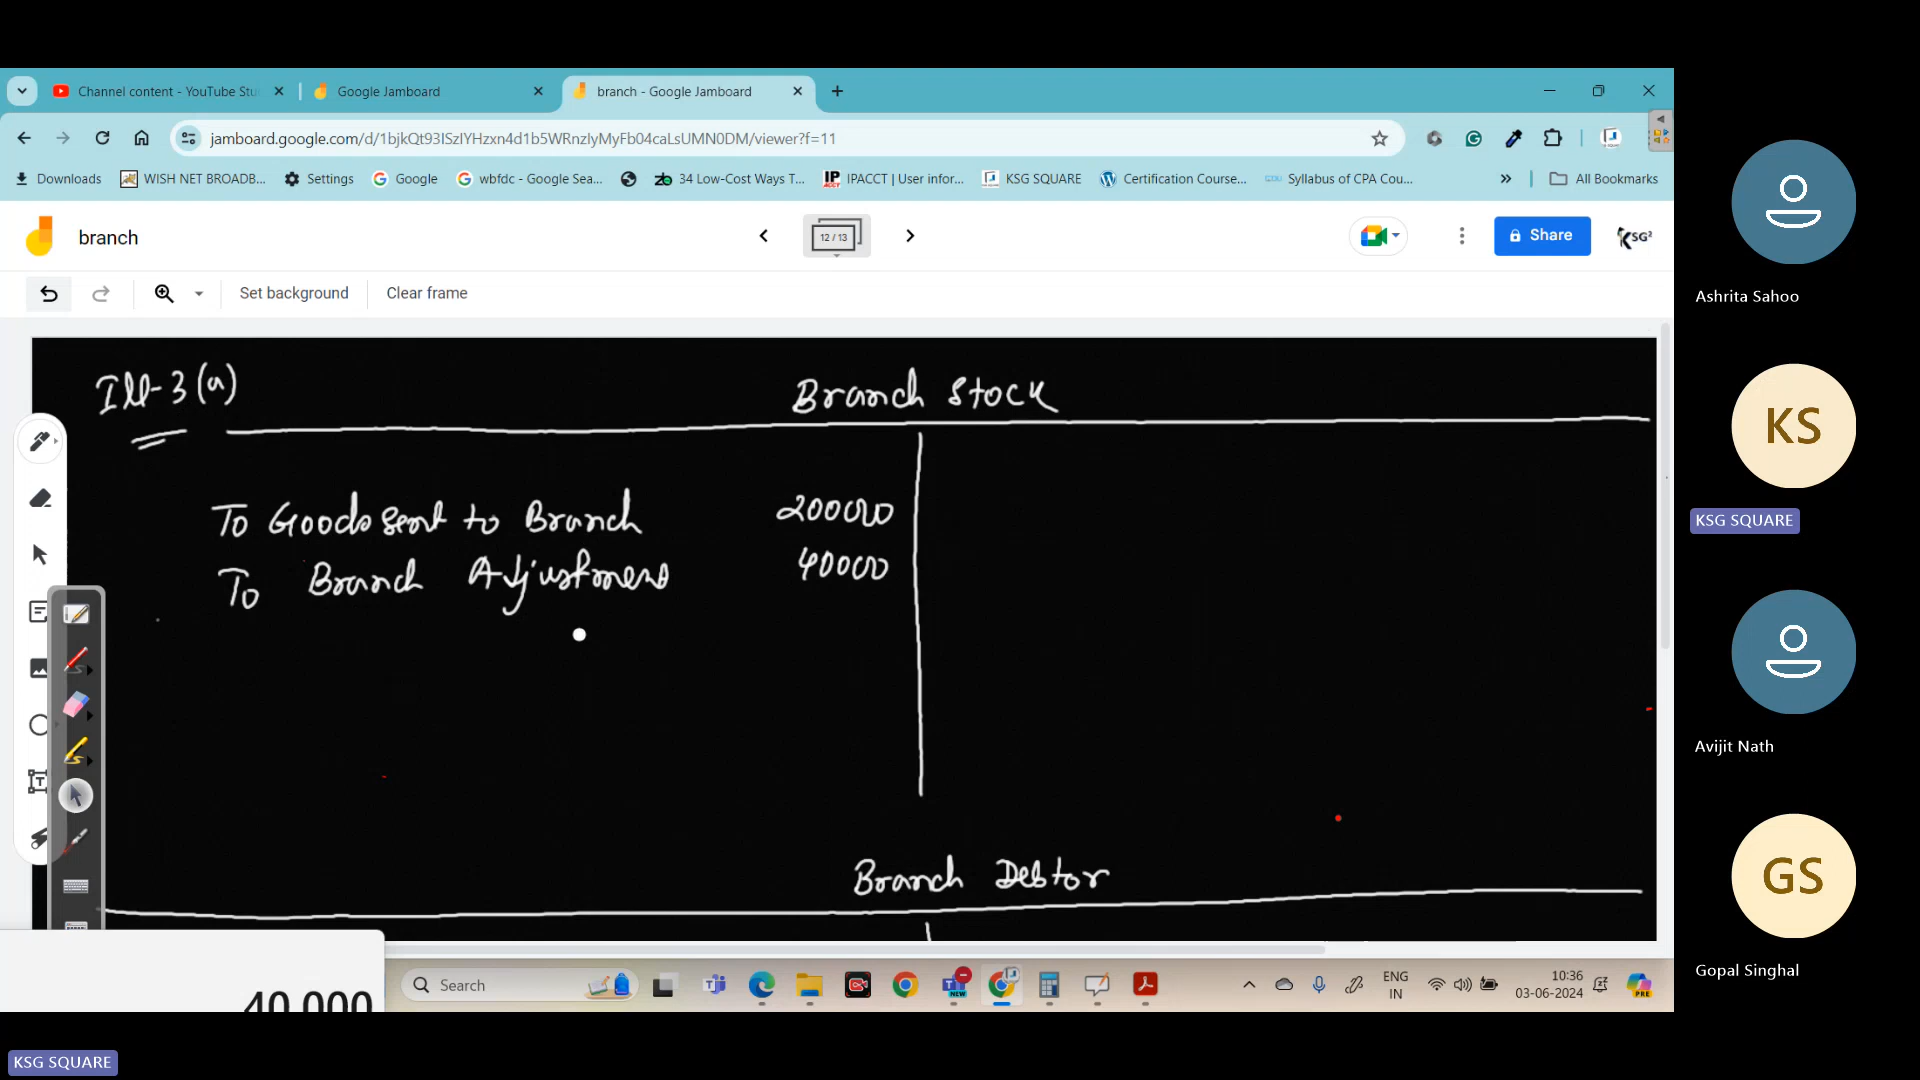 Channel content - YouTube Stu
Google Jamboard
branch - Google Jamboard
jamboard.google.com/d/1bjkQt93ISzIYHzxn4d1b5WRnzIyMyFb04caLsUMN0DM/viewer?f=11
Downloads
WISH NET BROADB...
Settings
Google
wbfdc - Google Sea...
34 Low-Cost Ways T...
IPACCT | User infor...
KSG SQUARE
Certification Course...
Syllabus of CPA Cou...
All Bookmarks
branch
12 / 13
Share
KSG²
Set background
Clear frame
Ill-3(a)
Branch Stock
To Goods sent to Branch 200000
To Branch Adjustment 40000
Branch Debtor
40,000
Search
ENG
IN
10:36
03-06-2024
Ashrita Sahoo
KS
KSG SQUARE
Avijit Nath
GS
Gopal Singhal
KSG SQUARE